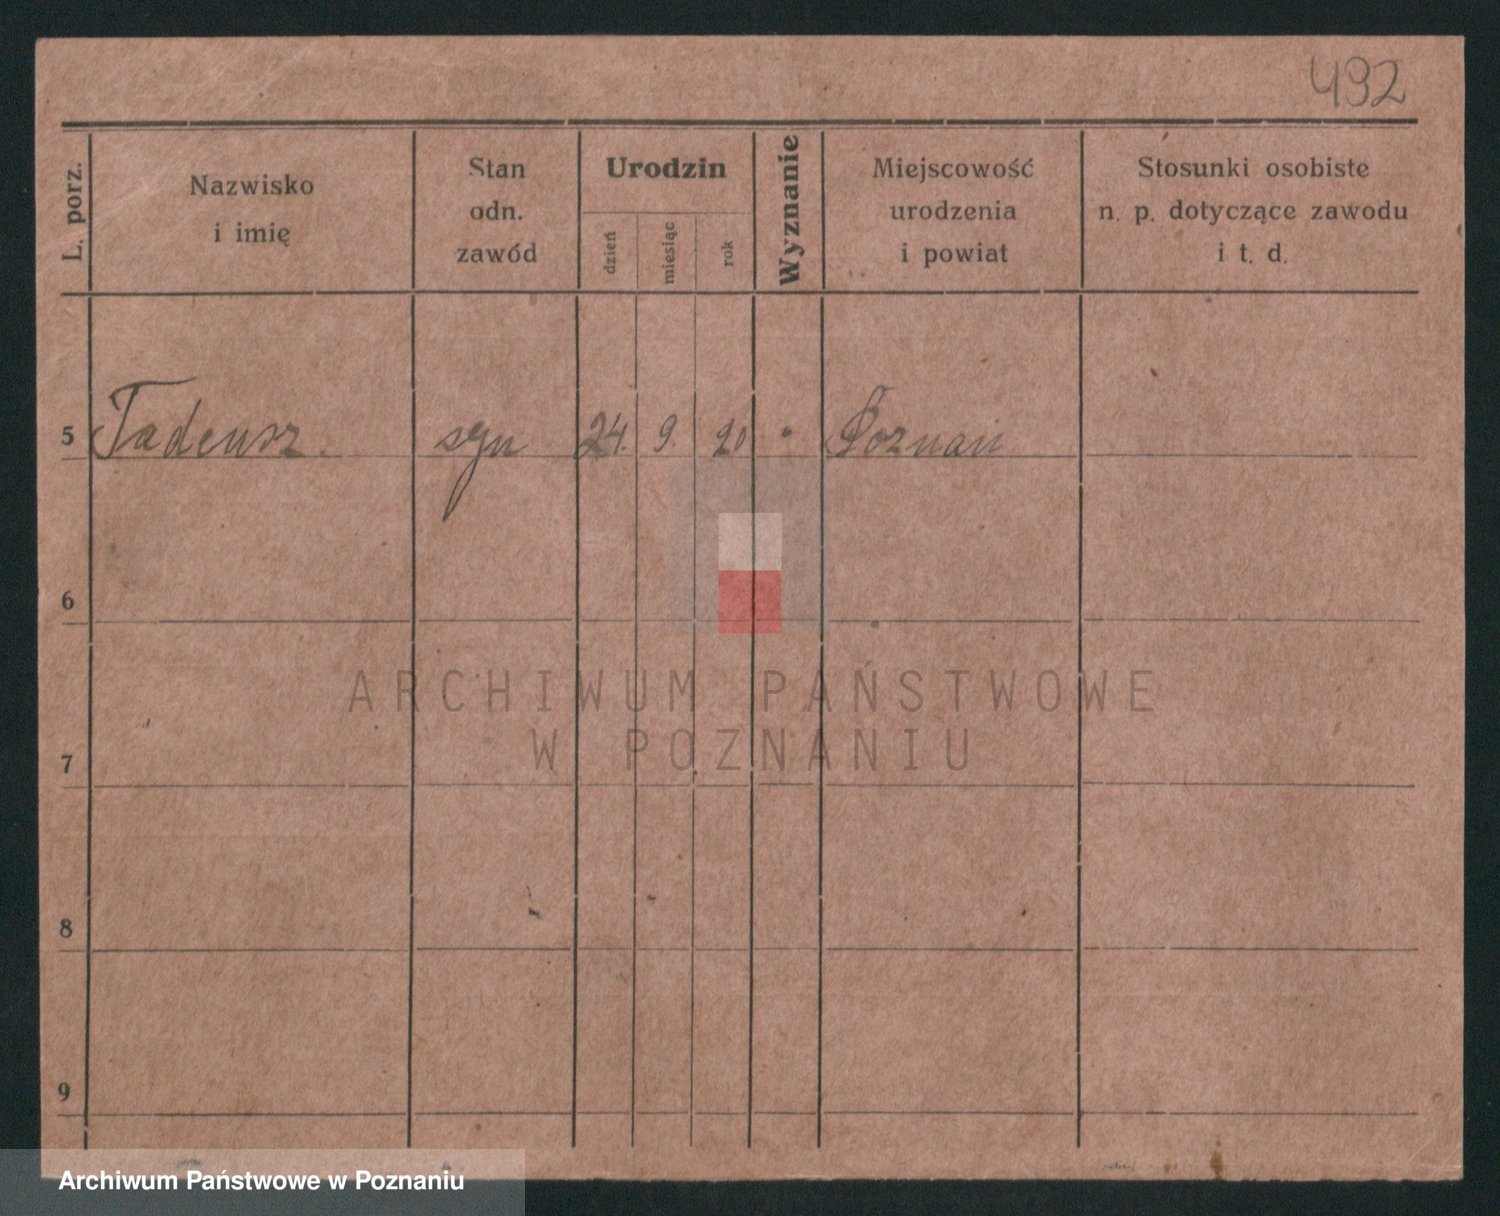 492
L. porz.
Nazwisko
i imię
Stan
odn.
zawód
Urodzin
dzień
miesiąc
rok
Wyznanie
Miejscowość
urodzenia
i powiat
Stosunki osobiste
n. p. dotyczące zawodu
i t. d.
5 Tadeusz. syn 24. 9. 20 " Poznań
6
7
8
9
ARCHIWUM PAŃSTWOWE
W POZNANIU
Archiwum Państwowe w Poznaniu